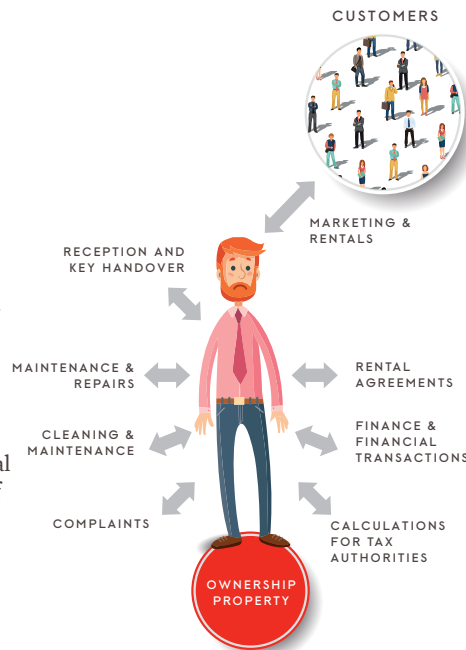 CUSTOMERS
MARKETING &
RENTALS
RECEPTION AND
KEY HANDOVER
MAINTENANCE &
REPAIRS
RENTAL
AGREEMENTS
CLEANING &
MAINTENANCE
FINANCE &
FINANCIAL
TRANSACTIONS
al
COMPLAINTS
CALCULATIONS
FOR TAX
AUTHORITIES
OWNERSHIP
PROPERTY